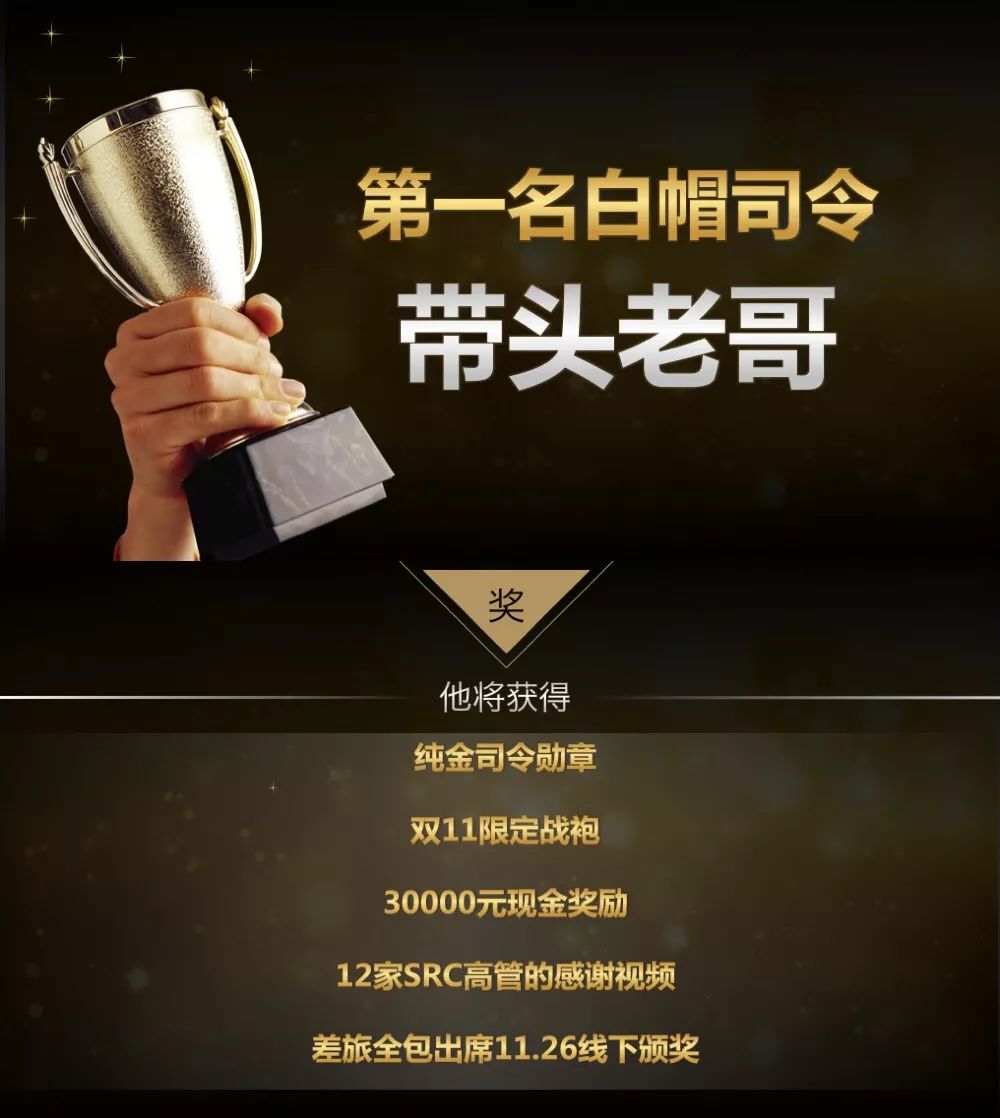 第一名白帽司令
带头老哥
奖
他将获得
纯金司令勋章
双11限定战袍
30000元现金奖励
12家SRC高管的感谢视频
差旅全包出席11.26线下颁奖